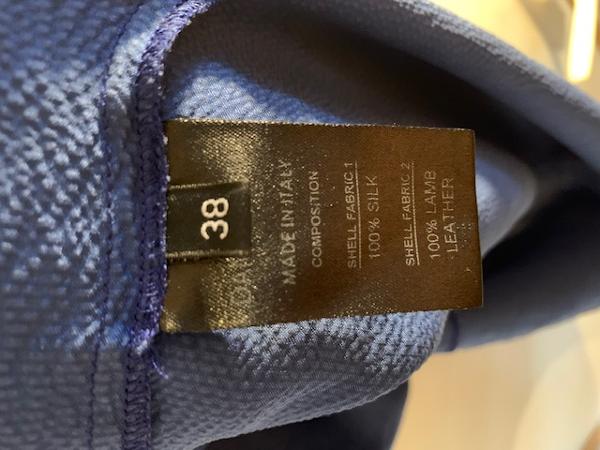 38
MADE IN ITALY
COMPOSITION
SHELL FABRIC 1
100% SILK
SHELL FABRIC 2
100% LAMB
LEATHER